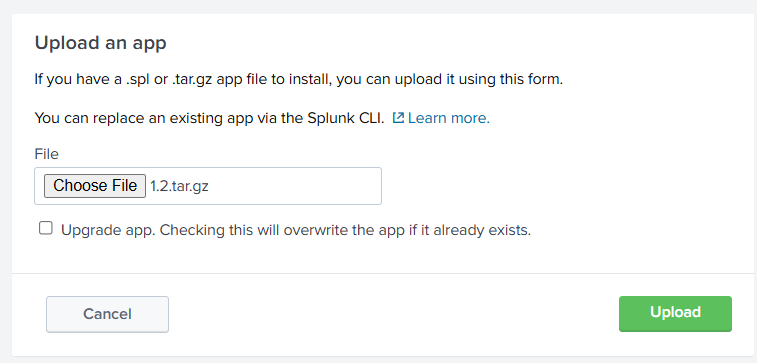 Upload an app
If you have a .spl or .tar.gz app file to install, you can upload it using this form.
You can replace an existing app via the Splunk CLI. Learn more.
File
Choose File 1.2.tar.gz
Upgrade app. Checking this will overwrite the app if it already exists.
Cancel Upload